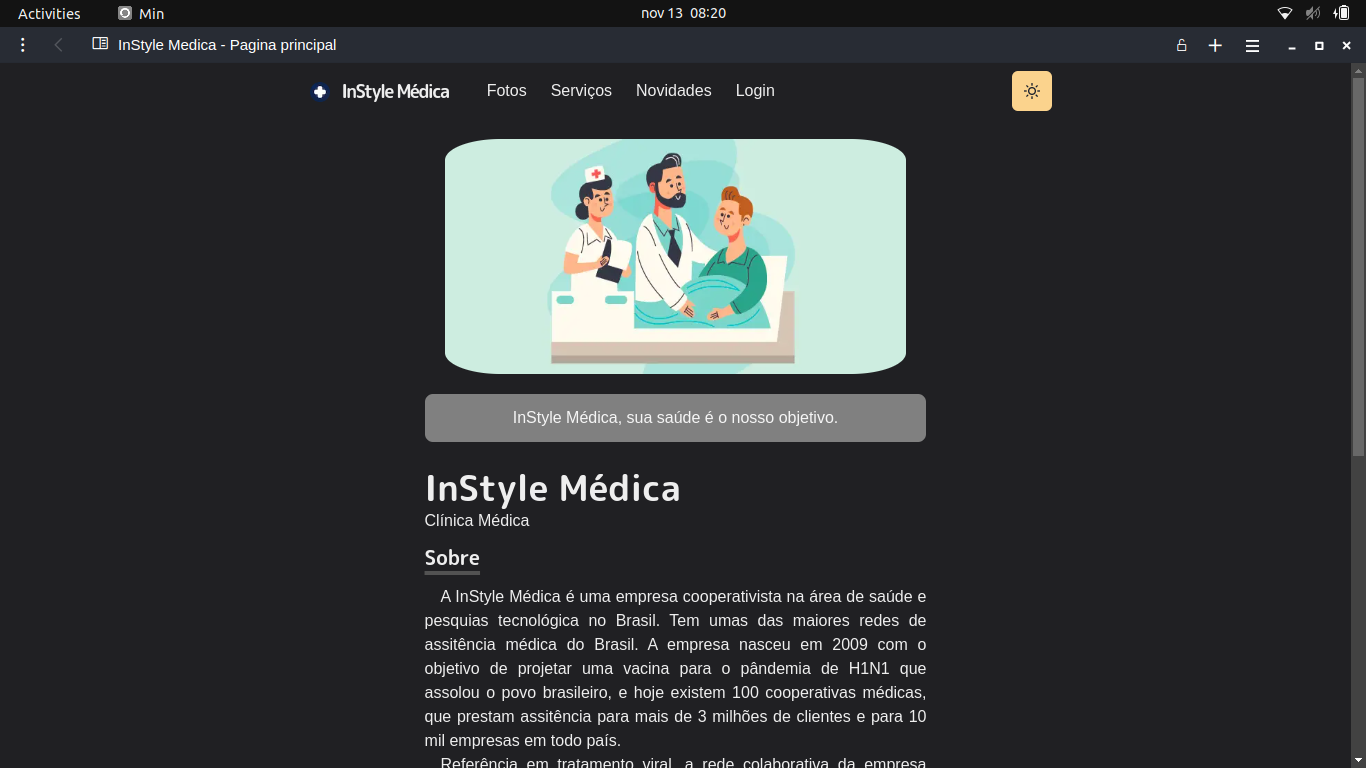 Activities
Min
nov 13 08:20
InStyle Medica - Pagina principal
InStyle Médica
Fotos
Serviços
Novidades
Login
InStyle Médica, sua saúde é o nosso objetivo.
InStyle Médica
Clínica Médica
Sobre
A InStyle Médica é uma empresa cooperativista na área de saúde e
pesquias tecnológica no Brasil. Tem umas das maiores redes de
assitência médica do Brasil. A empresa nasceu em 2009 com o
objetivo de projetar uma vacina para o pândemia de H1N1 que
assolou o povo brasileiro, e hoje existem 100 cooperativas médicas,
que prestam assitência para mais de 3 milhões de clientes e para 10
mil empresas em todo país.
Referência em tratamento viral, a rede colaborativa da empresa